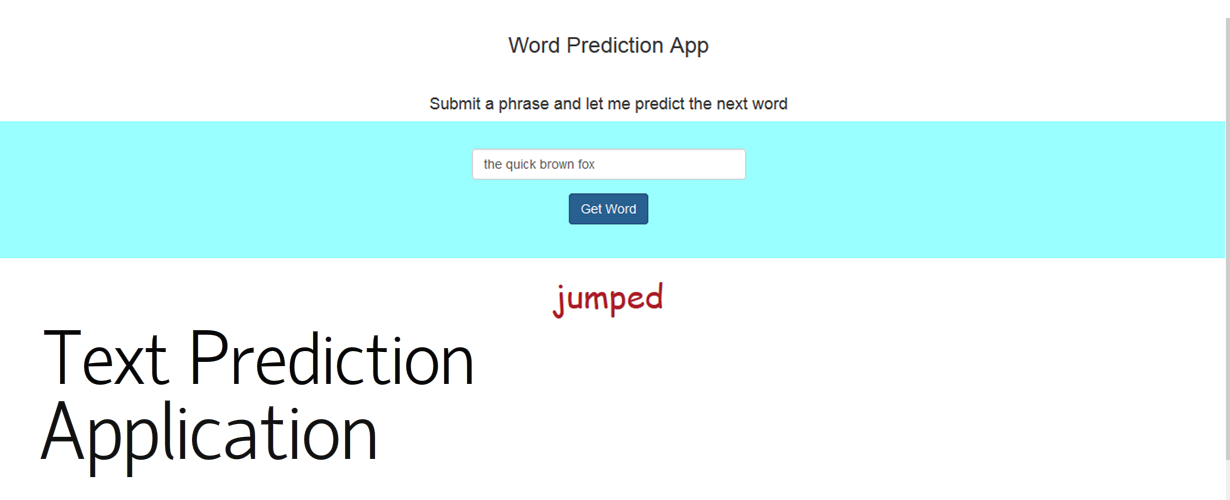 Word Prediction App
Submit a phrase and let me predict the next word
the quick brown fox
Get Word
jumped
Text Prediction
Application